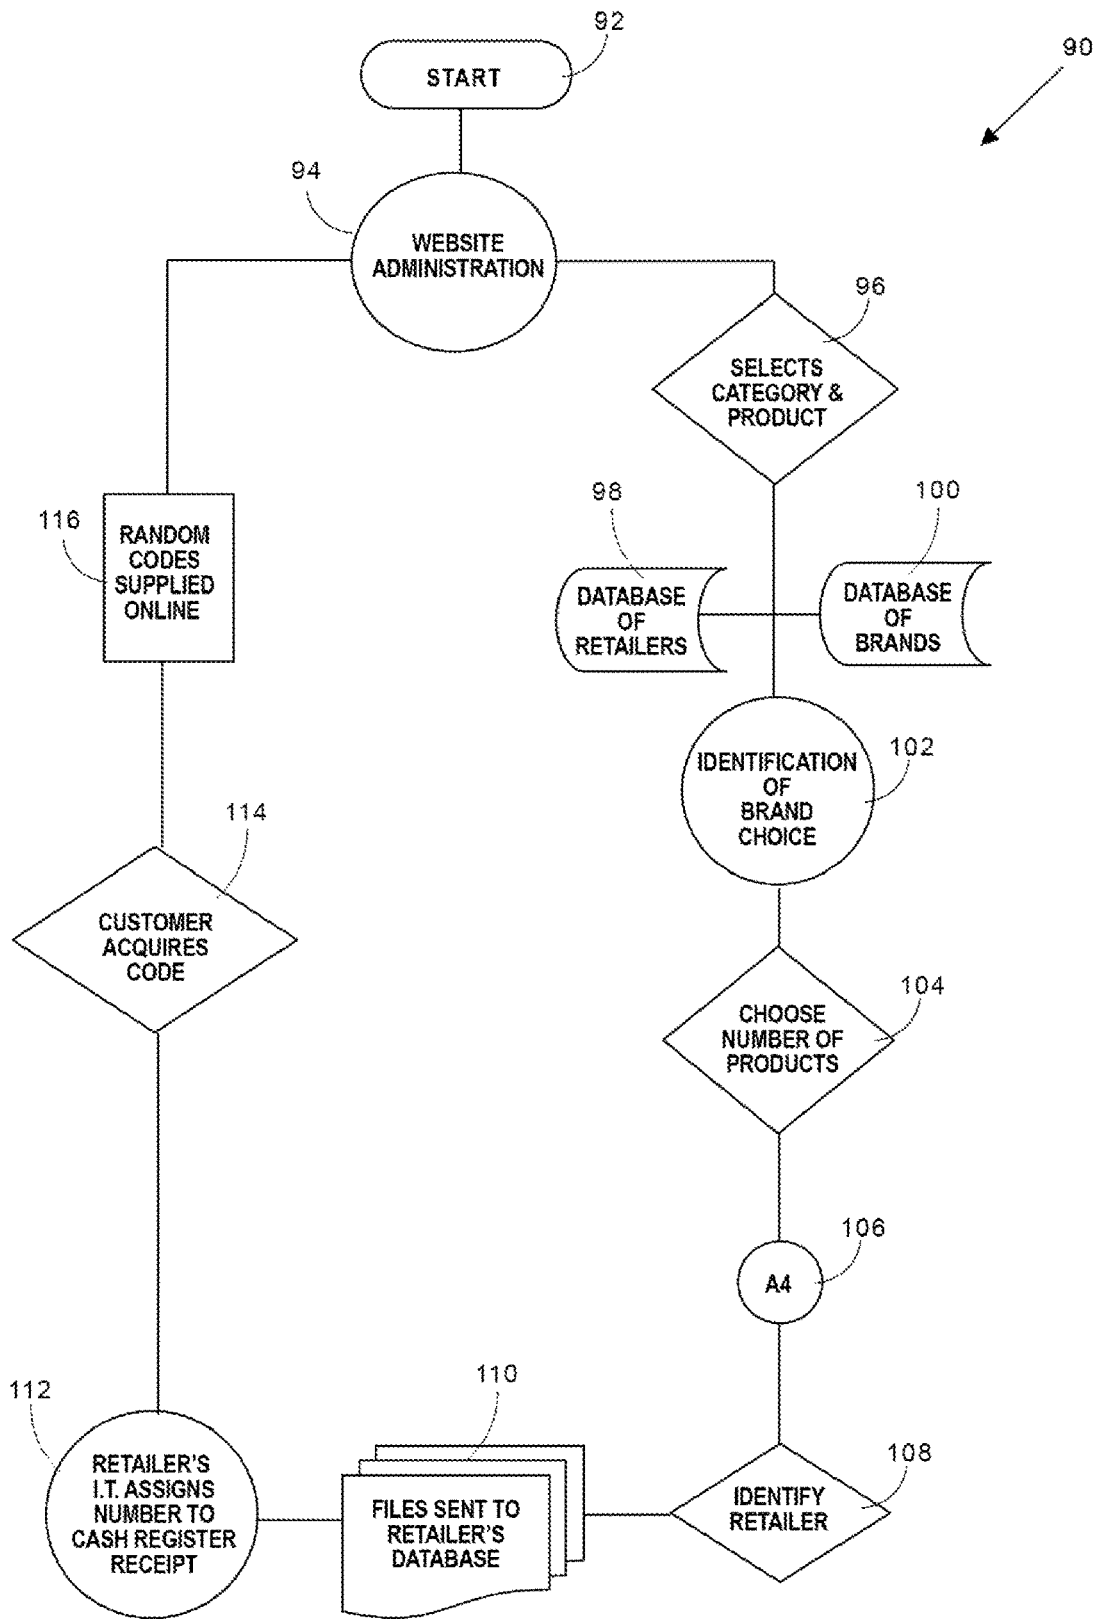 92
START
90
94
WEBSITE
ADMINISTRATION
96
SELECTS
CATEGORY &
PRODUCT
98
100
116
RANDOM
CODES
SUPPLIED
ONLINE
DATABASE
OF
RETAILERS
DATABASE
OF
BRANDS
102
IDENTIFICATION
OF
BRAND
CHOICE
114
CUSTOMER
ACQUIRES
CODE
104
CHOOSE
NUMBER OF
PRODUCTS
106
A4
112
RETAILER'S
I.T. ASSIGNS
NUMBER TO
CASH REGISTER
RECEIPT
110
FILES SENT TO
RETAILER'S
DATABASE
108
IDENTIFY
RETAILER